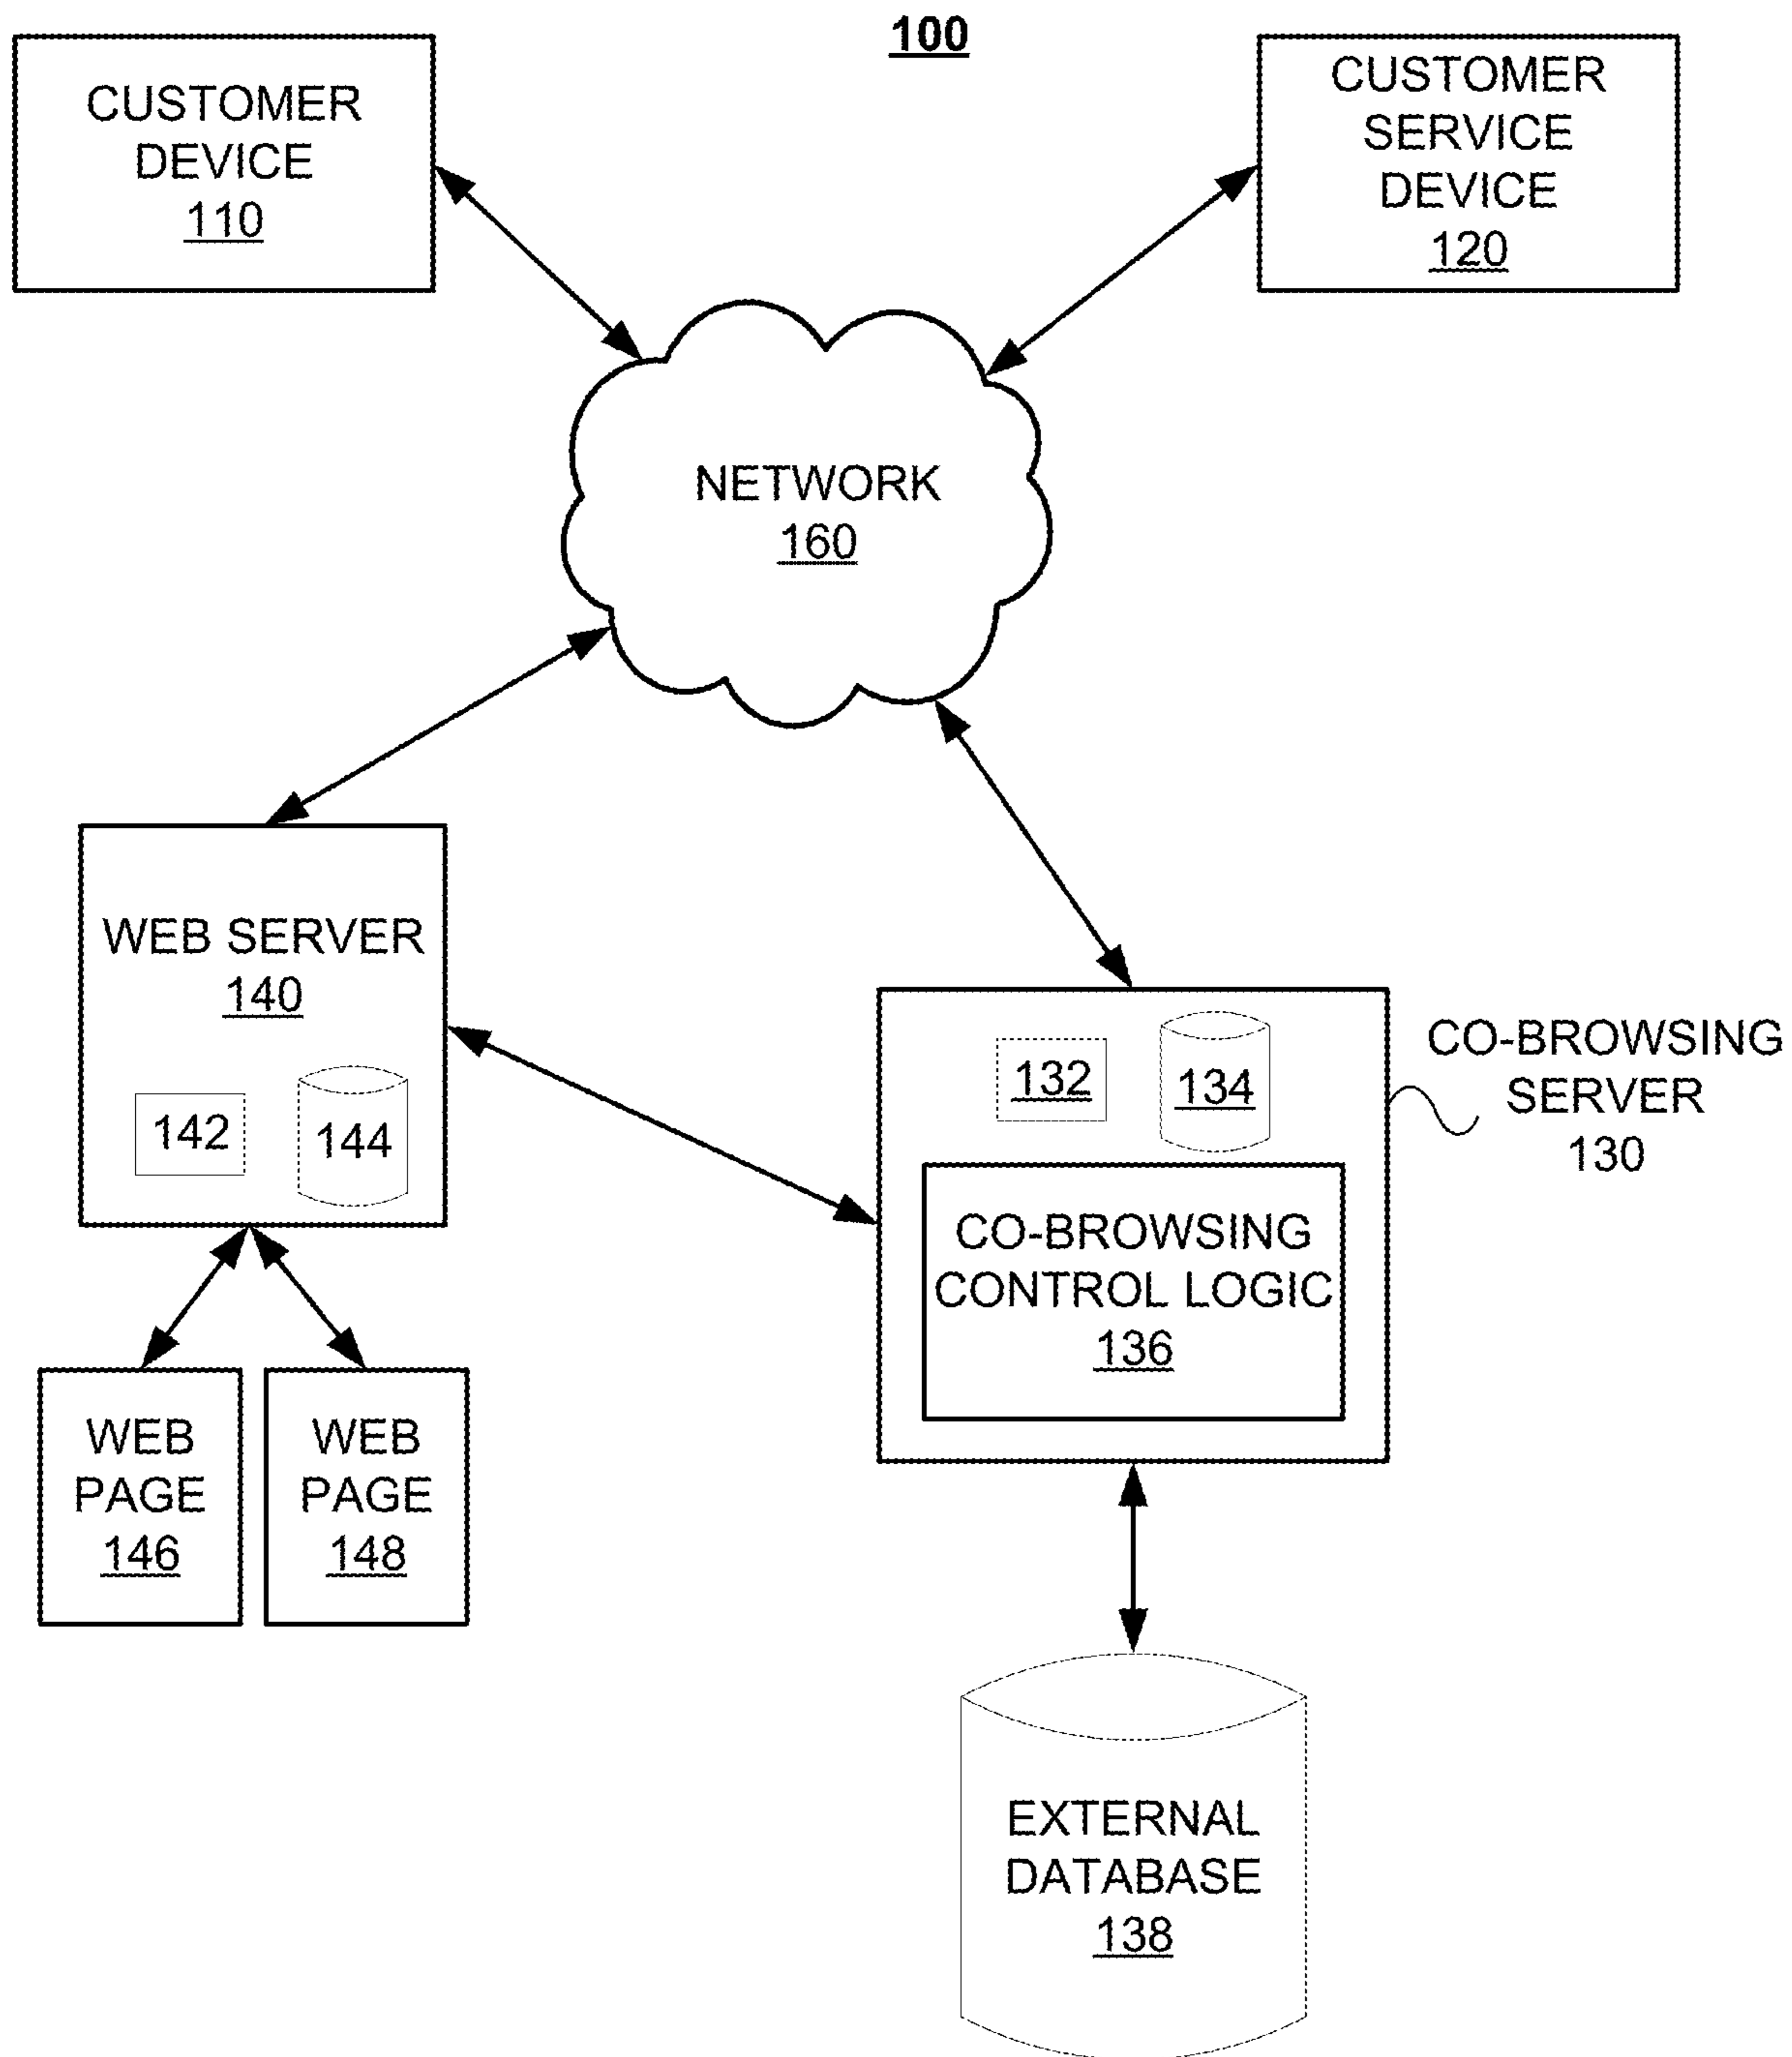 100
CUSTOMER
DEVICE
110
CUSTOMER
SERVICE
DEVICE
120
NETWORK
160
WEB SERVER
140
142
144
132
134
CO-BROWSING
CONTROL LOGIC
136
CO-BROWSING
SERVER
130
WEB
PAGE
146
WEB
PAGE
148
EXTERNAL
DATABASE
138